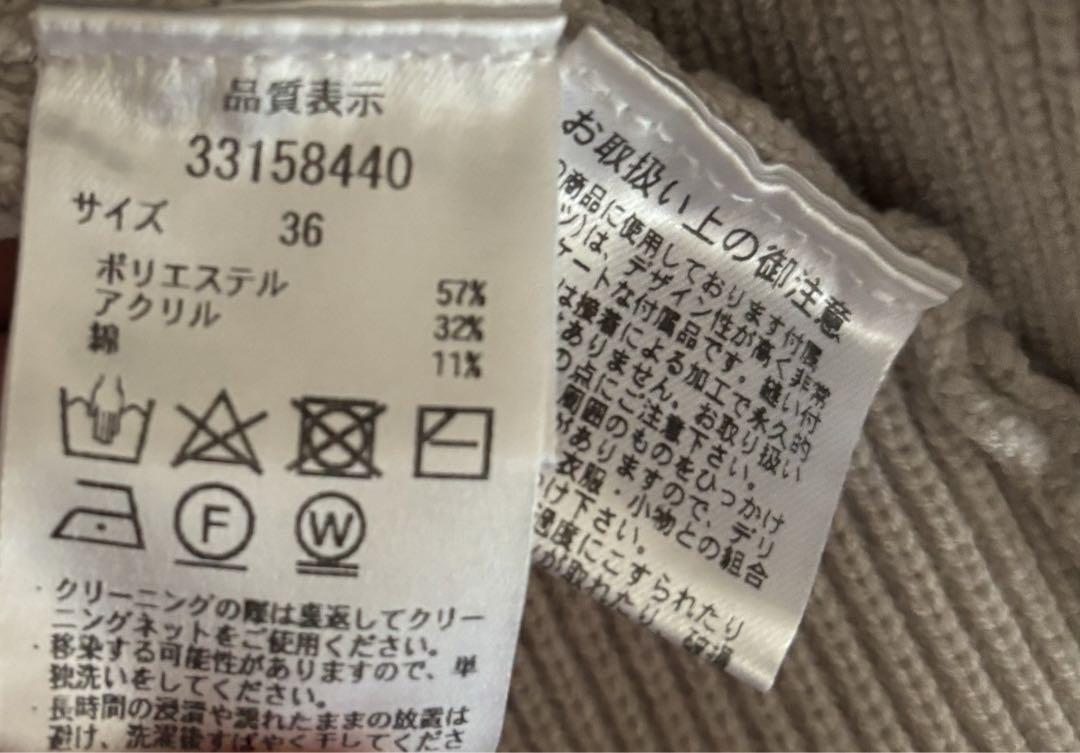 品質表示
33158440
サイズ 36
ポリエステル 57%
アクリル 32%
綿 11%
F W
・クリーニングの際は裏返してクリー
ニングネットをご使用ください。
・移染する可能性がありますので、単
独洗いをしてください。
・長時間の浸漬や濡れたままの放置は
避け、洗濯後すばやく干してくださ
お取扱い上の御注意
商品に使用しております付属
ツ)は、デザイン性が高く非常
ケートな付属品です。縫い付
は接着による加工で永久的
ありません、お取り扱い
の点にご注意下さい。
周囲のものをひっかけ
がありますので、デリ
衣服・小物との組合
け下さい。
過度にこすられたり
が取れたり、破損